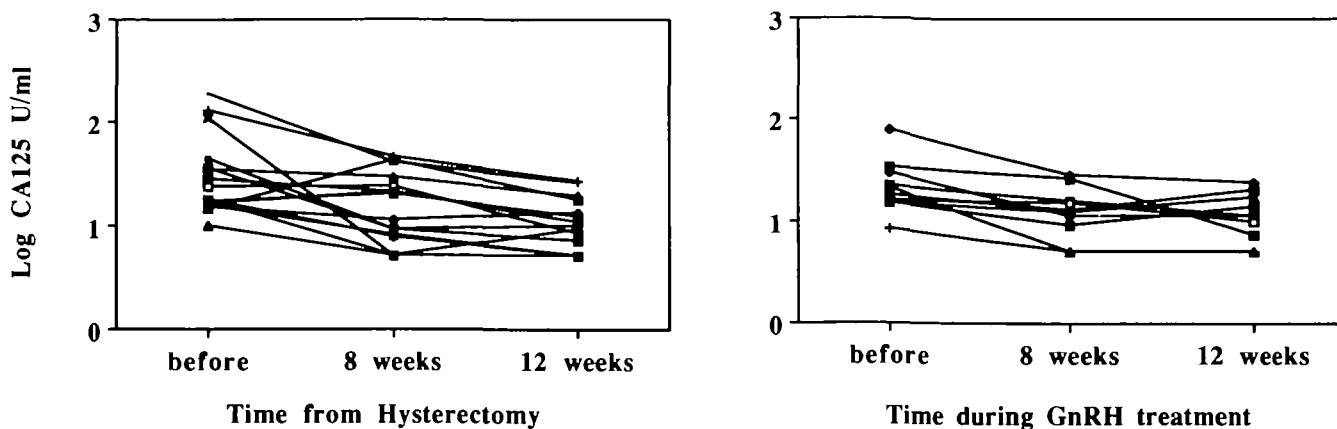 Log CA125 U/ml
3
2
1
0
before 8 weeks 12 weeks
Time from Hysterectomy
3
2
1
0
before 8 weeks 12 weeks
Time during GnRH treatment